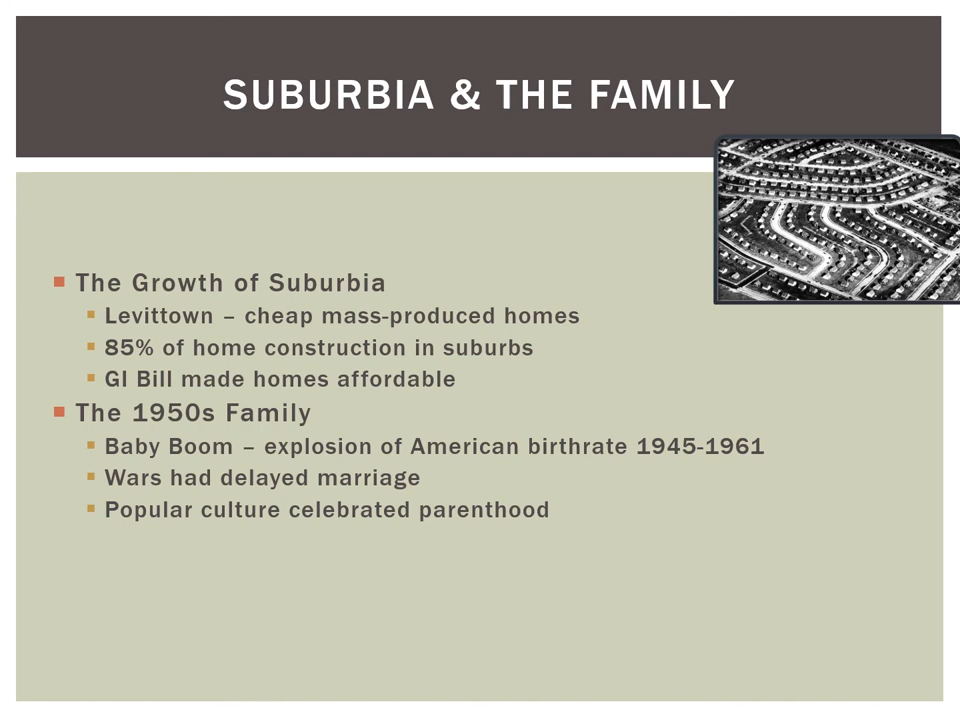 SUBURBIA & THE FAMILY
The Growth of Suburbia
Levittown – cheap mass-produced homes
85% of home construction in suburbs
GI Bill made homes affordable
The 1950s Family
Baby Boom – explosion of American birthrate 1945-1961
Wars had delayed marriage
Popular culture celebrated parenthood